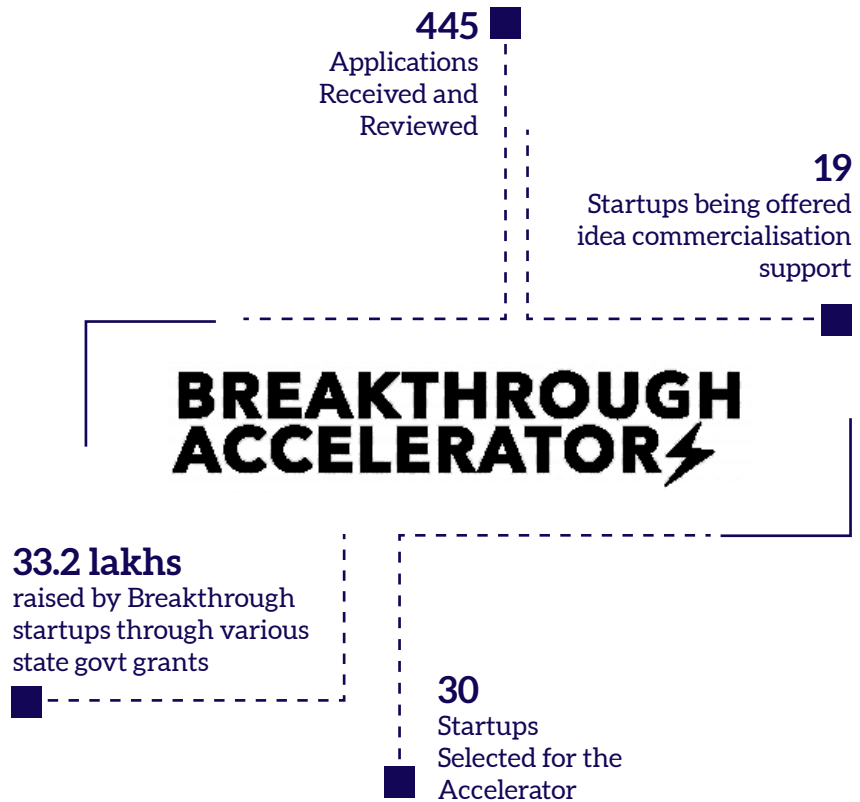 445
Applications
Received and
Reviewed
19
Startups being offered
idea commercialisation
support
BREAKTHROUGH
ACCELERATOR
33.2 lakhs
raised by Breakthrough
startups through various
state govt grants
30
Startups
Selected for the
Accelerator